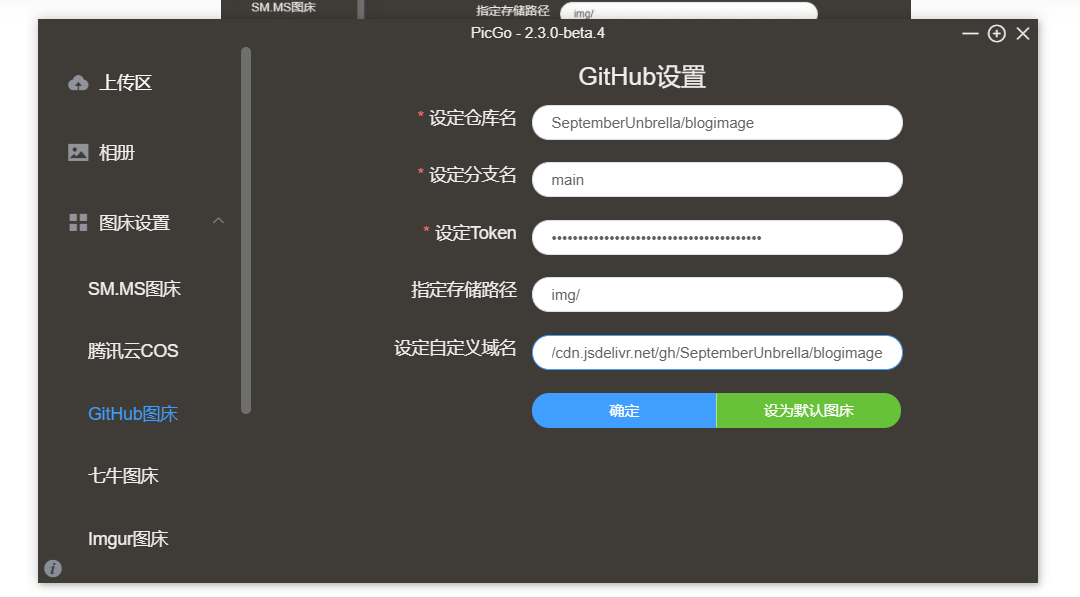 SM.MS图床
指定存储路径
img/
PicGo - 2.3.0-beta.4
上传区
相册
图床设置
SM.MS图床
腾讯云COS
GitHub图床
七牛图床
Imgur图床
GitHub设置
* 设定仓库名
SeptemberUnbrella/blogimage
* 设定分支名
main
* 设定Token
指定存储路径
img/
设定自定义域名
/cdn.jsdelivr.net/gh/SeptemberUnbrella/blogimage
确定
设为默认图床